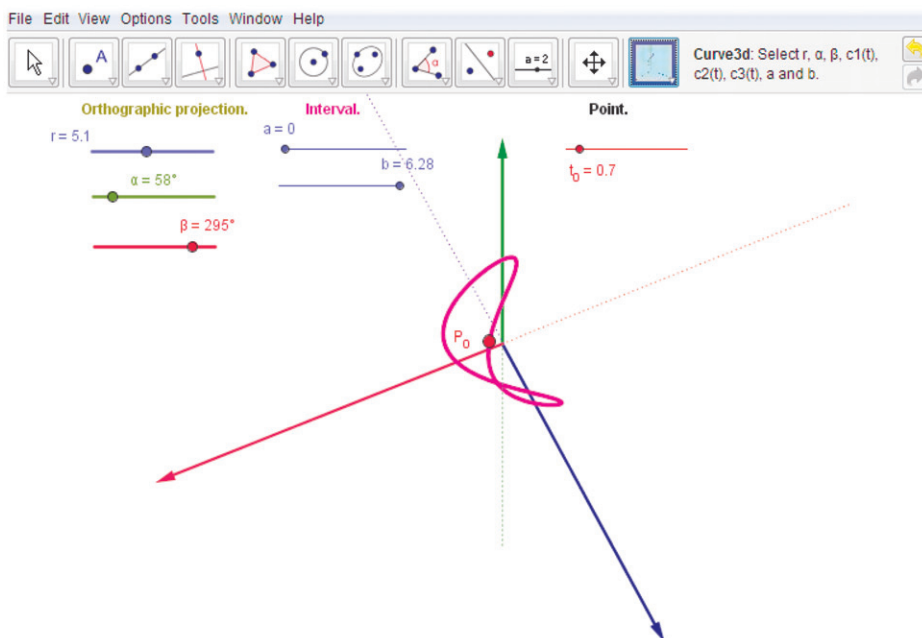 File Edit View Options Tools Window Help
A
α
a = 2
Curve3d: Select r, α, β, c1(t),
c2(t), c3(t), a and b.
Orthographic projection.
Interval.
Point.
r = 5.1
a = 0
b = 6.28
t0 = 0.7
α = 58°
β = 295°
P0